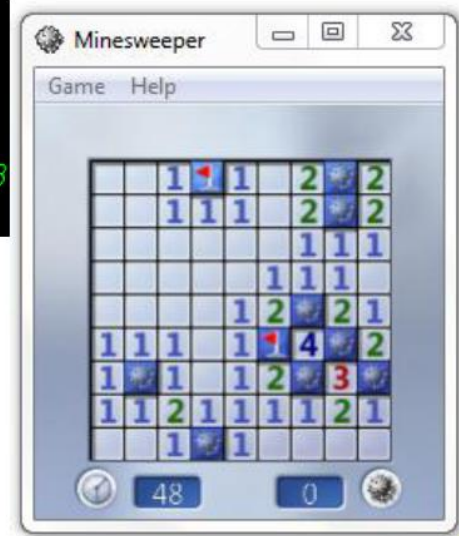 Minesweeper
Game Help
1 1 2 2
1 1 1 2 2
1 1 1
1 1 1
1 2 2 1
1 1 1 1 4 2
1 1 1 2 3
1 1 2 1 1 1 1 2 1
1 1
48 0